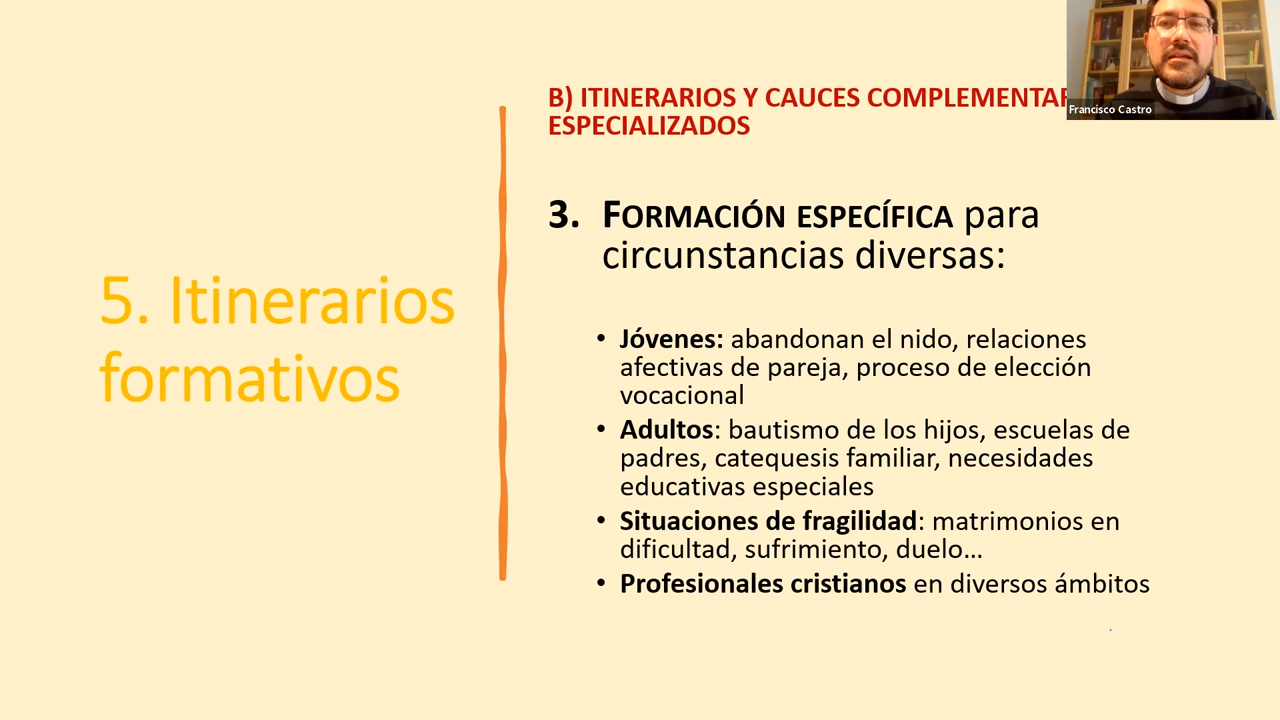 B) ITINERARIOS Y CAUCES
ESPECIALIZADOS
Francisco Castro
5. Itinerarios
formativos
3. FORMACIÓN ESPECÍFICA para
circunstancias diversas:
• Jóvenes: abandonan el nido, relaciones
afectivas de pareja, proceso de elección
vocacional
• Adultos: bautismo de los hijos, escuelas de
padres, catequesis familiar, necesidades
educativas especiales
• Situaciones de fragilidad: matrimonios en
dificultad, sufrimiento, duelo...
• Profesionales cristianos en diversos ámbitos